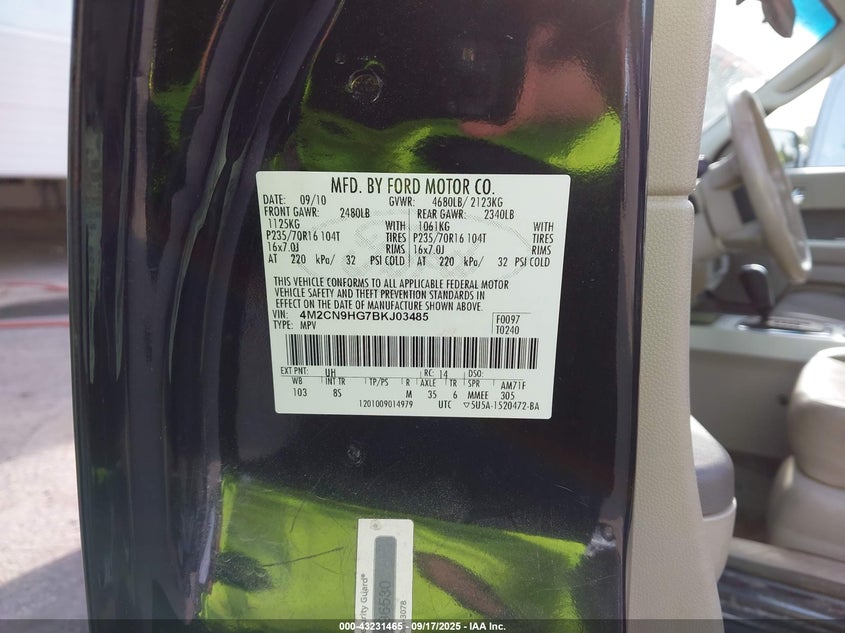 MFD. BY FORD MOTOR CO.
DATE: 09/10 GVWR: 4680LB/ 2123KG
FRONT GAWR: 2480LB REAR GAWR: 2340LB
1125KG WITH 1061KG WITH
P235/70R16 104T TIRES P235/70R16 104T TIRES
16x7.0J RIMS 16x7.0J RIMS
AT 220 kPa/ 32 PSI COLD AT 220 kPa/ 32 PSI COLD
THIS VEHICLE CONFORMS TO ALL APPLICABLE FEDERAL MOTOR
VEHICLE SAFETY AND THEFT PREVENTION STANDARDS IN
EFFECT ON THE DATE OF MANUFACTURE SHOWN ABOVE.
VIN: 4M2CN9HG7BKJ03485 F0097
TYPE: MPV T0240
EXT PNT: UH RC: 14 DSO:
WB INT TR TP/PS R AXLE TR SPR AM71F
103 8S M 35 6 MMEE 305
1201009014979 UTC ▽5U5A-1520472-BA
rity Guard®
06530
3078
000-43231465 - 09/17/2025 - IAA Inc.